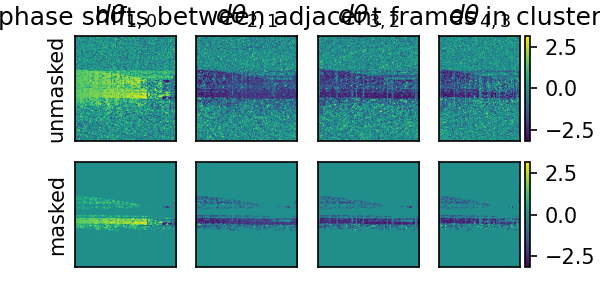 phase shifts between adjacent frames in cluster
dθ1,0 dθ2,1 dθ3,2 dθ4,3
unmasked
2.5
0.0
−2.5
masked
2.5
0.0
−2.5